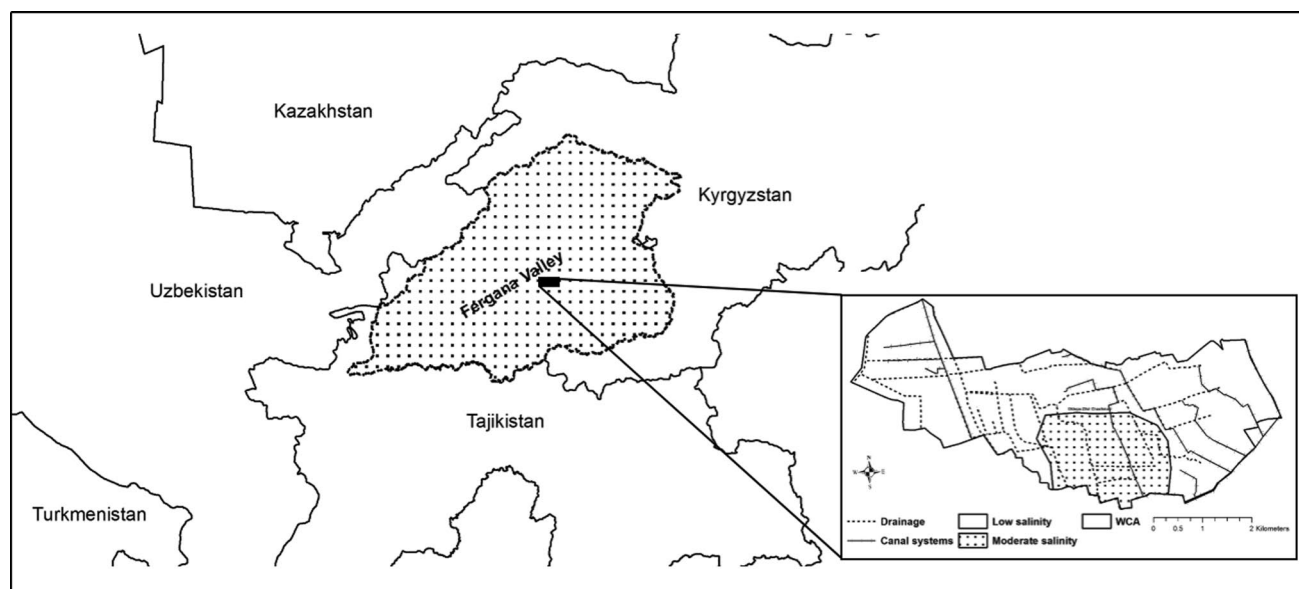 Kazakhstan
Kyrgyzstan
Fergana Valley
Uzbekistan
Tajikistan
Turkmenistan
N
W
E
S
Drainage
Low salinity
WCA
0 0.5 1 2 Kilometers
Canal systems
Moderate salinity